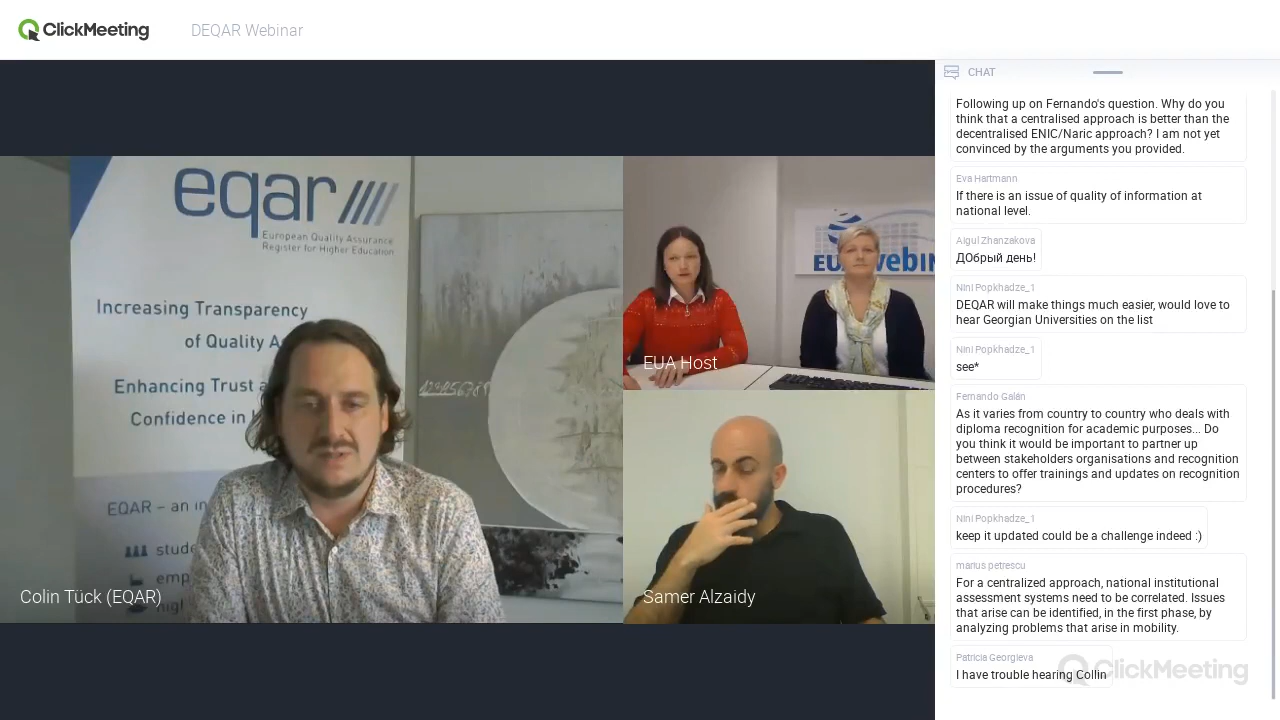 ClickMeeting
DEQAR Webinar
CHAT
Following up on Fernando's question. Why do you
think that a centralised approach is better than the
decentralised ENIC/Naric approach? I am not yet
convinced by the arguments you provided.
Eva Hartmann
If there is an issue of quality of information at
national level.
Aigul Zhanzakova
ДОбрый день!
Nini Popkhadze_1
DEQAR will make things much easier, would love to
hear Georgian Universities on the list
Nini Popkhadze_1
see*
Fernando Galán
As it varies from country to country who deals with
diploma recognition for academic purposes... Do
you think it would be important to partner up
between stakeholders organisations and recognition
centers to offer trainings and updates on recognition
procedures?
Nini Popkhadze_1
keep it updated could be a challenge indeed :)
marius petrescu
For a centralized approach, national institutional
assessment systems need to be correlated. Issues
that arise can be identified, in the first phase, by
analyzing problems that arise in mobility.
Patricia Georgieva
I have trouble hearing Collin
ClickMeeting
eqar
European Quality Assurance
Register for Higher Education
Increasing Transparency
of Quality
Enhancing Trust
Confidence in
EQAR – an
Colin Tück (EQAR)
EUA Host
Samer Alzaidy